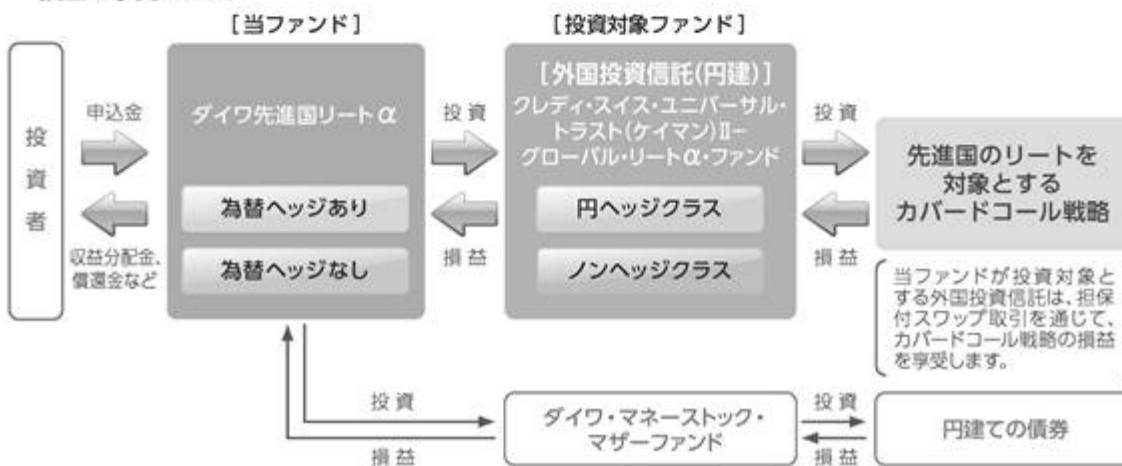 [当ファンド]
[投資対象ファンド]
投資者
申込金
収益分配金、
償還金など
ダイワ先進国リートα
為替ヘッジあり
為替ヘッジなし
投資
損益
[外国投資信託(円建)]
クレディ・スイス・ユニバーサル・
トラスト(ケイマン)Ⅱ−
グローバル・リートα・ファンド
円ヘッジクラス
ノンヘッジクラス
投資
損益
先進国のリートを
対象とする
カバードコール戦略
当ファンドが投資対象と
する外国投資信託は、担保
付スワップ取引を通じて、
カバードコール戦略の損益
を享受します。
投資
損益
ダイワ・マネーストック・
マザーファンド
投資
損益
円建ての債券